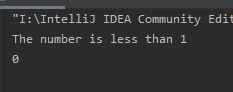 "I:\IntelliJ IDEA Community Edit
The number is less than 1
0